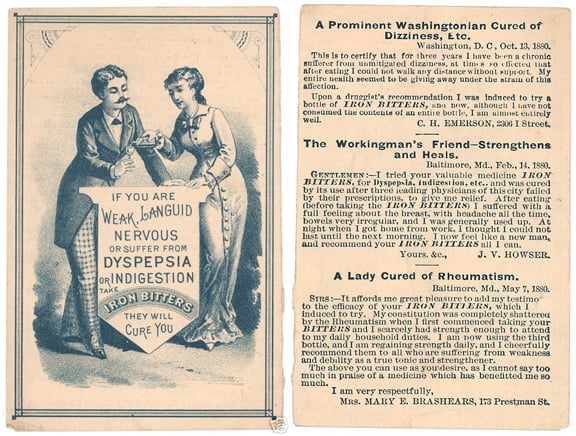 IF YOU ARE
WEAK, LANGUID
NERVOUS
OR SUFFER FROM
DYSPEPSIA
OR INDIGESTION
TAKE
IRON BITTERS
THEY WILL
CURE YOU
A Prominent Washingtonian Cured of
Dizziness, Etc.
Washington, D. C, Oct. 13, 1880.
This is to certify that for three years I have been a chronic
sufferer from unmitigated dizziness, at times so effected that
after eating I could not walk any distance without support. My
entire health seemed to be giving away under the strain of this
affection.
Upon a druggist's recommendation I was induced to try a
bottle of IRON BITTERS, and now, although I have not
consumed the contents of an entire bottle, I am almost entirely
well.
C. H. EMERSON, 2306 I Street.
The Workingman's Friend—Strengthens
and Heals.
Baltimore, Md., Feb., 14, 1880.
GENTLEMEN:—I tried your valuable medicine IRON
BITTERS, for Dyspepsia, indigestion, etc., and was cured
by its use after three leading physicians of this city failed
by their prescriptions, to give me relief. After eating
(before taking the IRON BITTERS) I suffered with a
full feeling about the breast, with headache all the time,
bowels very irregular, and I was generally used up. At
night when I got home from work, i thought I could not
last until the next morning. I now feel like a new man,
and recommend your IRON BITTERS all I can.
Yours. &c., J. V. HOWSER.
A Lady Cured of Rheumatism.
Baltimore, Md., May 7, 1880.
SIRS:—It affords me great pleasure to add my testimo
to the efficacy of your IRON BITTERS, which I
induced to try. My constitution was completely shattered
by the Rheumatism when I first commenced taking your
BITTERS and I scarcely had strength enough to attend
to my daily household duties. I am now using the third
bottle, and I am regaining strength daily, and I cheerfully
recommend them to all who are suffering from weakness
and debility as a true tonic and strengthener.
The above you can use as you desire, as I cannot say too
much in praise of a medicine which has benefited me so
much.
I am very respectfully,
MRS. MARY E. BRASHEARS, 173 Prestman St.